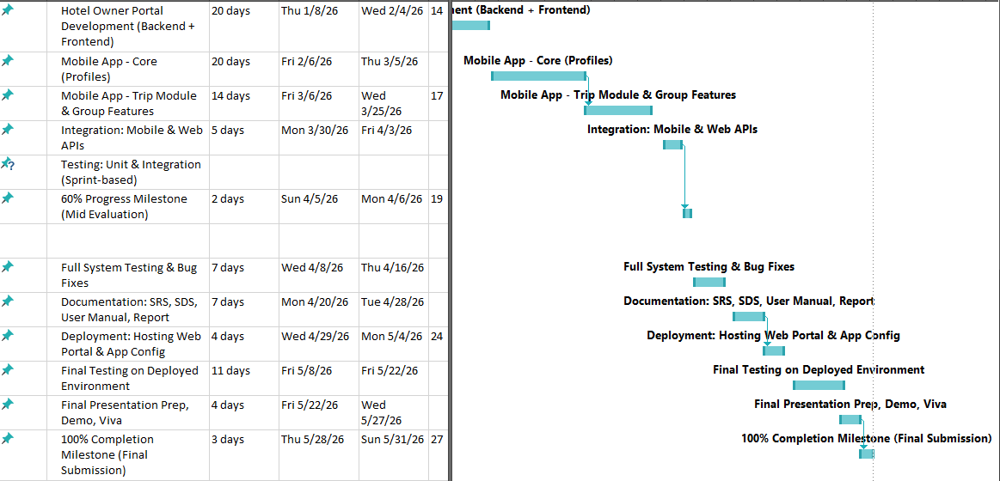 Hotel Owner Portal 20 days Thu 1/8/26 Wed 2/4/26 14
Development (Backend +
Frontend)
ent (Backend + Frontend)
Mobile App - Core 20 days Fri 2/6/26 Thu 3/5/26
(Profiles)
Mobile App - Core (Profiles)
Mobile App - Trip Module 14 days Fri 3/6/26 Wed 17
& Group Features 3/25/26
Mobile App - Trip Module & Group Features
Integration: Mobile & Web 5 days Mon 3/30/26 Fri 4/3/26
APIs
Integration: Mobile & Web APIs
?
Testing: Unit & Integration
(Sprint-based)
60% Progress Milestone 2 days Sun 4/5/26 Mon 4/6/26 19
(Mid Evaluation)
Full System Testing & Bug 7 days Wed 4/8/26 Thu 4/16/26
Fixes
Full System Testing & Bug Fixes
Documentation: SRS, SDS, 7 days Mon 4/20/26 Tue 4/28/26
User Manual, Report
Documentation: SRS, SDS, User Manual, Report
Deployment: Hosting Web 4 days Wed 4/29/26 Mon 5/4/26 24
Portal & App Config
Deployment: Hosting Web Portal & App Config
Final Testing on Deployed 11 days Fri 5/8/26 Fri 5/22/26
Environment
Final Testing on Deployed Environment
Final Presentation Prep, 4 days Fri 5/22/26 Wed
Demo, Viva 5/27/26
Final Presentation Prep, Demo, Viva
100% Completion 3 days Thu 5/28/26 Sun 5/31/26 27
Milestone (Final
Submission)
100% Completion Milestone (Final Submission)